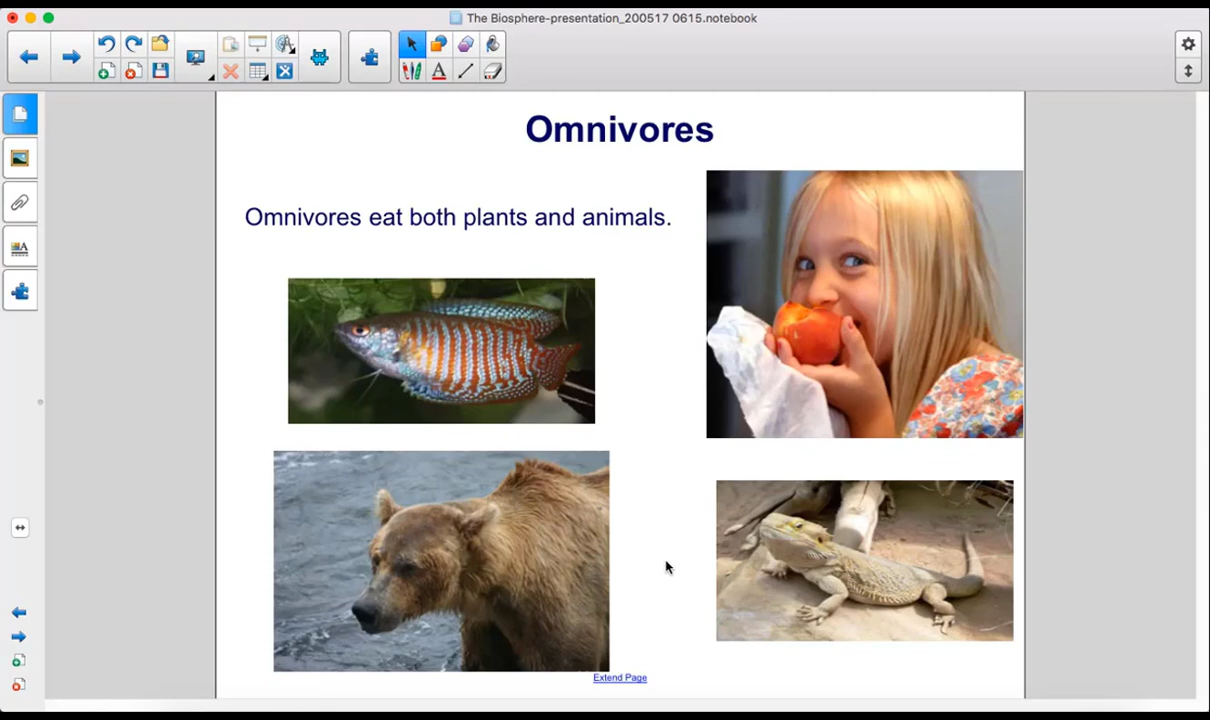 The Biosphere-presentation_200517 0615.notebook
Omnivores
Omnivores eat both plants and animals.
Extend Page